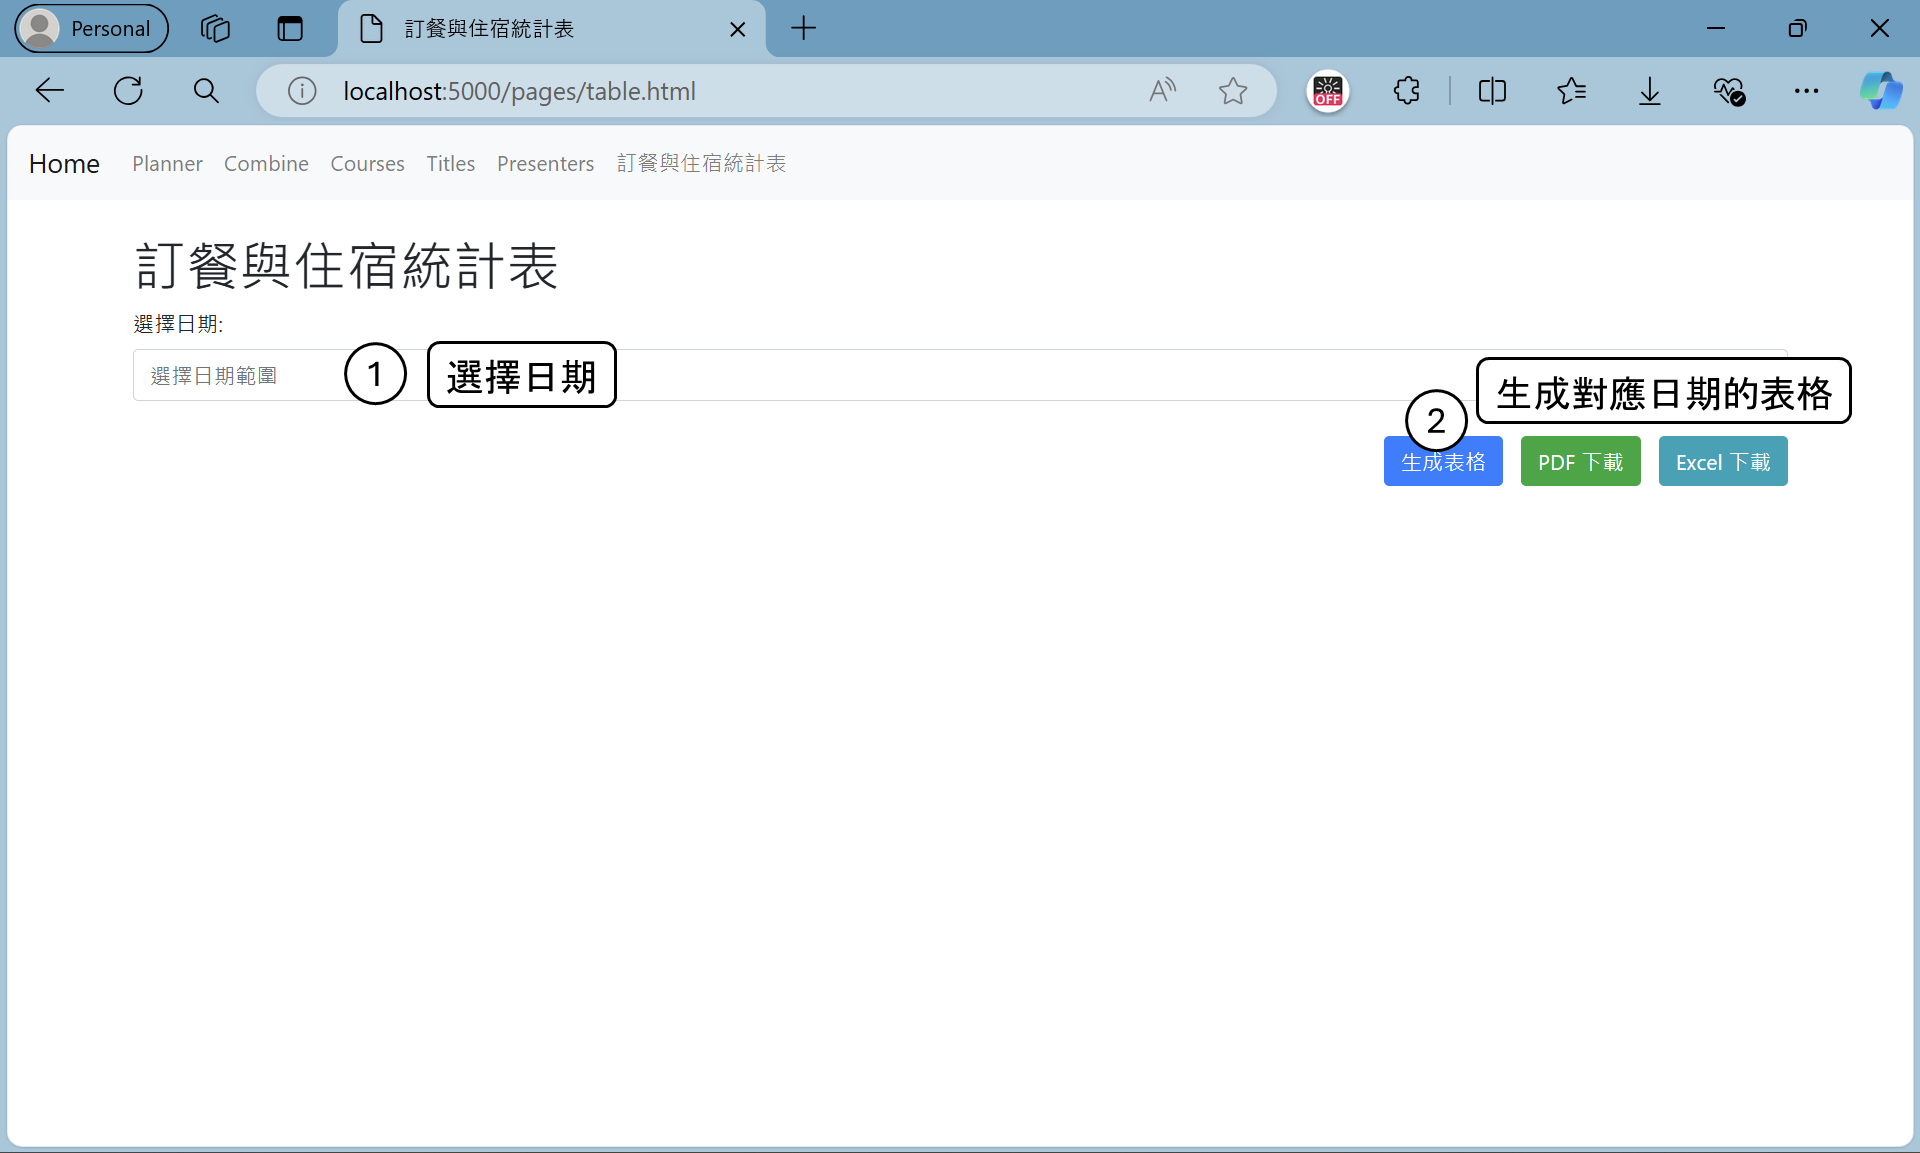 Personal
訂餐與住宿統計表
localhost:5000/pages/table.html
OFF
Home Planner Combine Courses Titles Presenters 訂餐與住宿統計表
訂餐與住宿統計表
選擇日期:
選擇日期範圍
1
選擇日期
生成對應日期的表格
2
生成表格
PDF 下載
Excel 下載